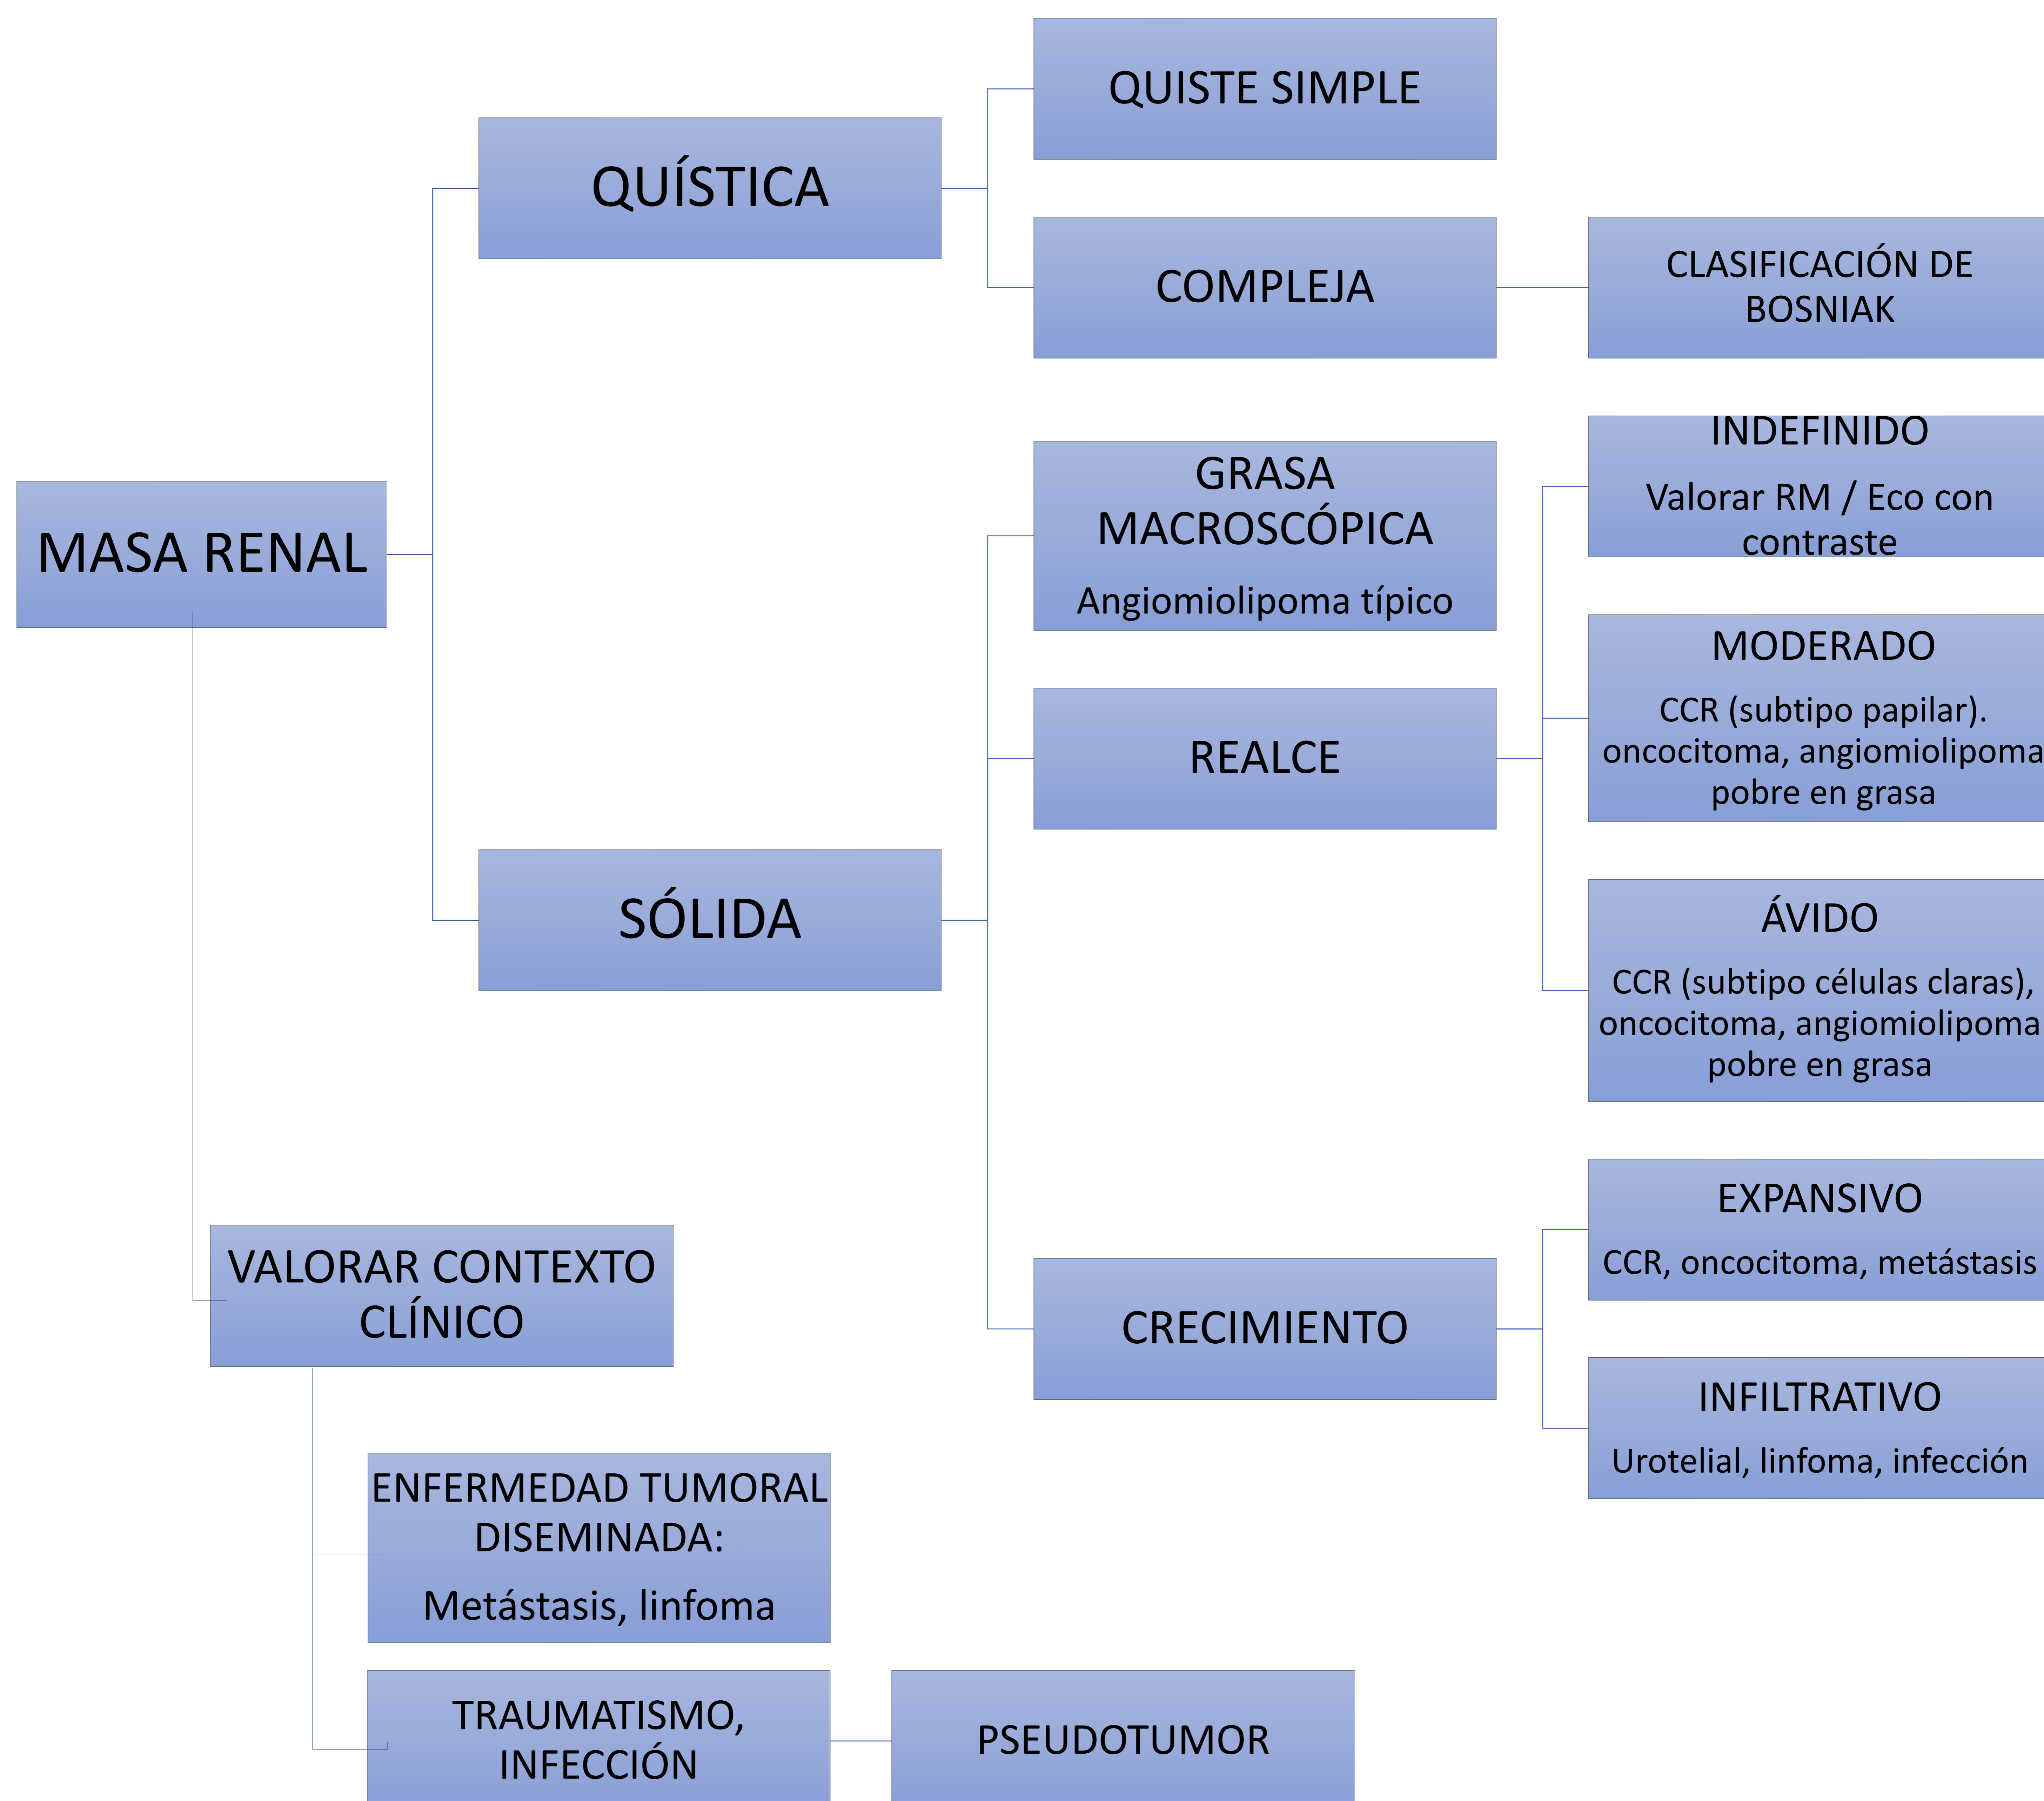 QUISTE SIMPLE
QUÍSTICA
COMPLEJA
CLASIFICACIÓN DE
BOSNIAK
MASA RENAL
GRASA
MACROSCÓPICA
Angiomiolipoma típico
INDEFINIDO
Valorar RM / Eco con
contraste
REALCE
MODERADO
CCR (subtipo papilar).
oncocitoma, angiomiolipoma
pobre en grasa
SÓLIDA
ÁVIDO
CCR (subtipo células claras),
oncocitoma, angiomiolipoma
pobre en grasa
CRECIMIENTO
EXPANSIVO
CCR, oncocitoma, metástasis
INFILTRATIVO
Urotelial, linfoma, infección
VALORAR CONTEXTO
CLÍNICO
ENFERMEDAD TUMORAL
DISEMINADA:
Metástasis, linfoma
TRAUMATISMO,
INFECCIÓN
PSEUDOTUMOR